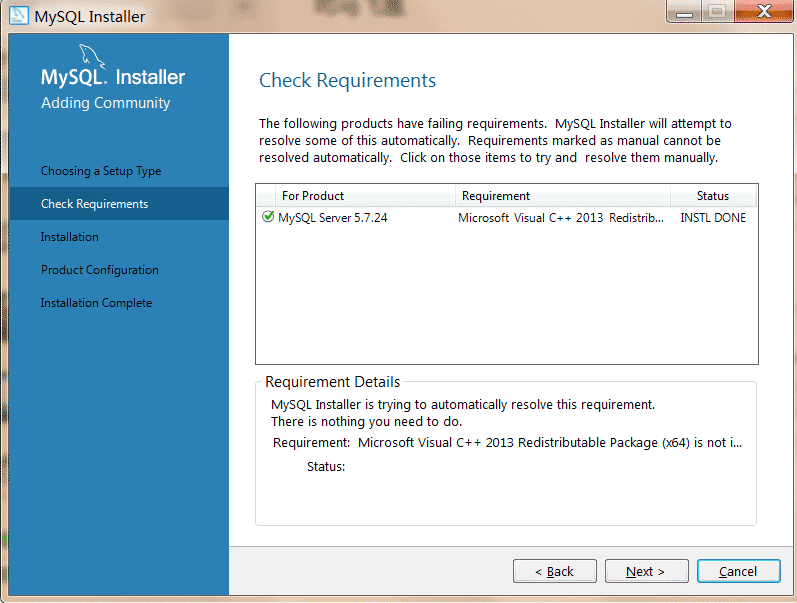 MySQL Installer
MySQL. Installer
Adding Community
Choosing a Setup Type
Check Requirements
Installation
Product Configuration
Installation Complete
Check Requirements
The following products have failing requirements.  MySQL Installer will attempt to
resolve some of this automatically.  Requirements marked as manual cannot be
resolved automatically.  Click on those items to try and  resolve them manually.
For Product Requirement Status
MySQL Server 5.7.24 Microsoft Visual C++ 2013 Redistrib... INSTL DONE
Requirement Details
MySQL Installer is trying to automatically resolve this requirement.
There is nothing you need to do.
Requirement: Microsoft Visual C++ 2013 Redistributable Package (x64) is not i...
Status:
< Back Next > Cancel